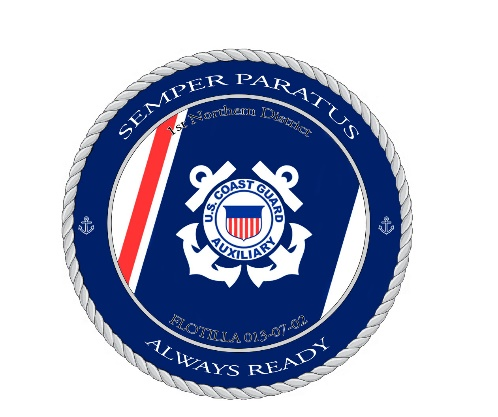 SEMPER PARATUS
1st Northern District
U.S. COAST GUARD
AUXILIARY
FLOTILLA 013-07-02
ALWAYS READY